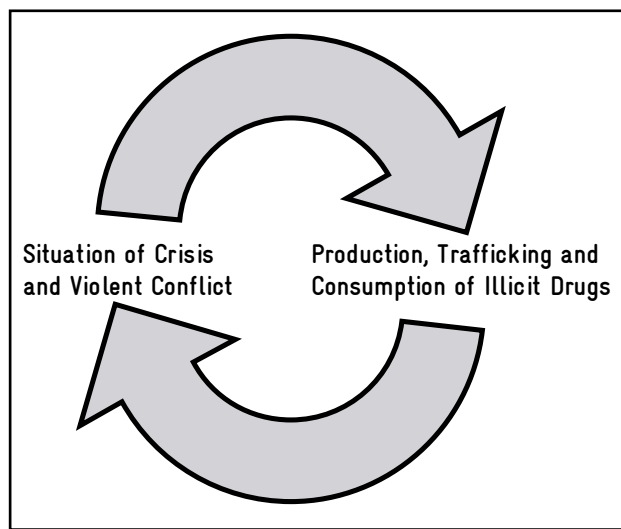 Situation of Crisis
and Violent Conflict
Production, Trafficking and
Consumption of Illicit Drugs